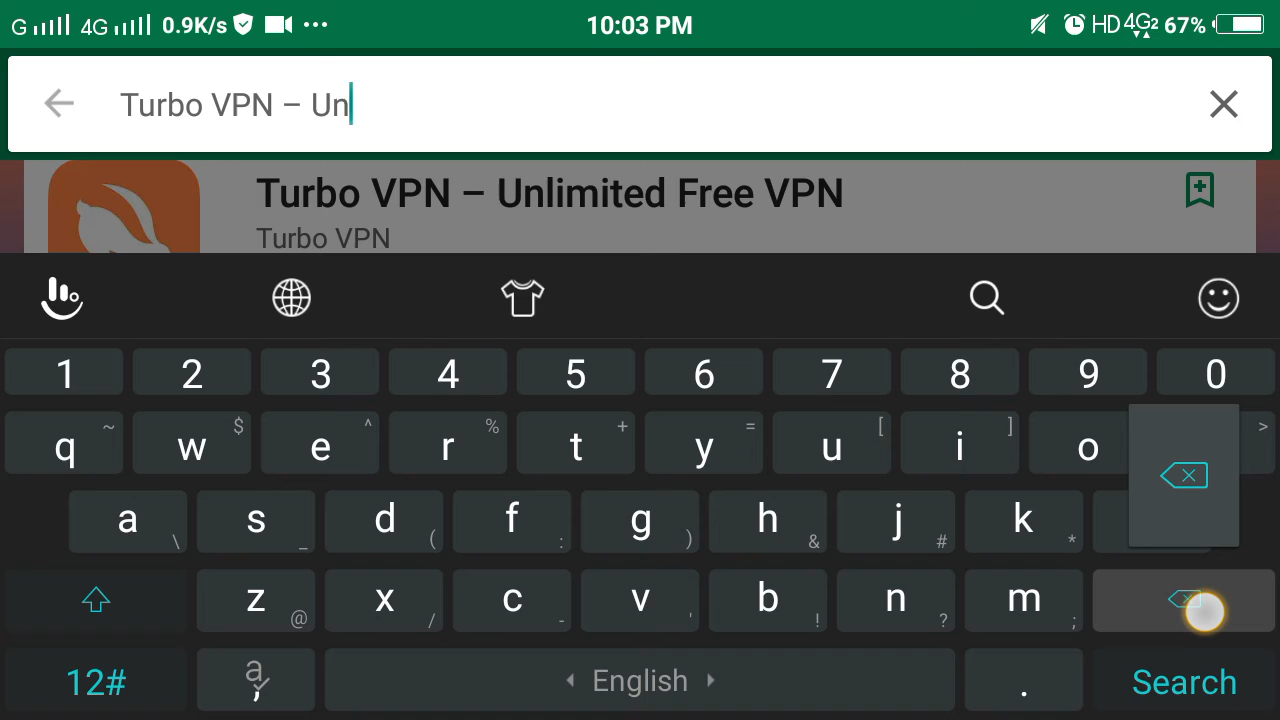 G 4G 0.9K/s ... 10:03 PM HD 4G2 67%
Turbo VPN – Un
Turbo VPN – Unlimited Free VPN
Turbo VPN
1 2 3 4 5 6 7 8 9 0
~ $ ^ % + = [ ] >
q w e r t y u i o
a s d f g h j k
\ _ ( : ) & # *
z x c v b n m
@ / - ' ! ? ;
12# a , English . Search